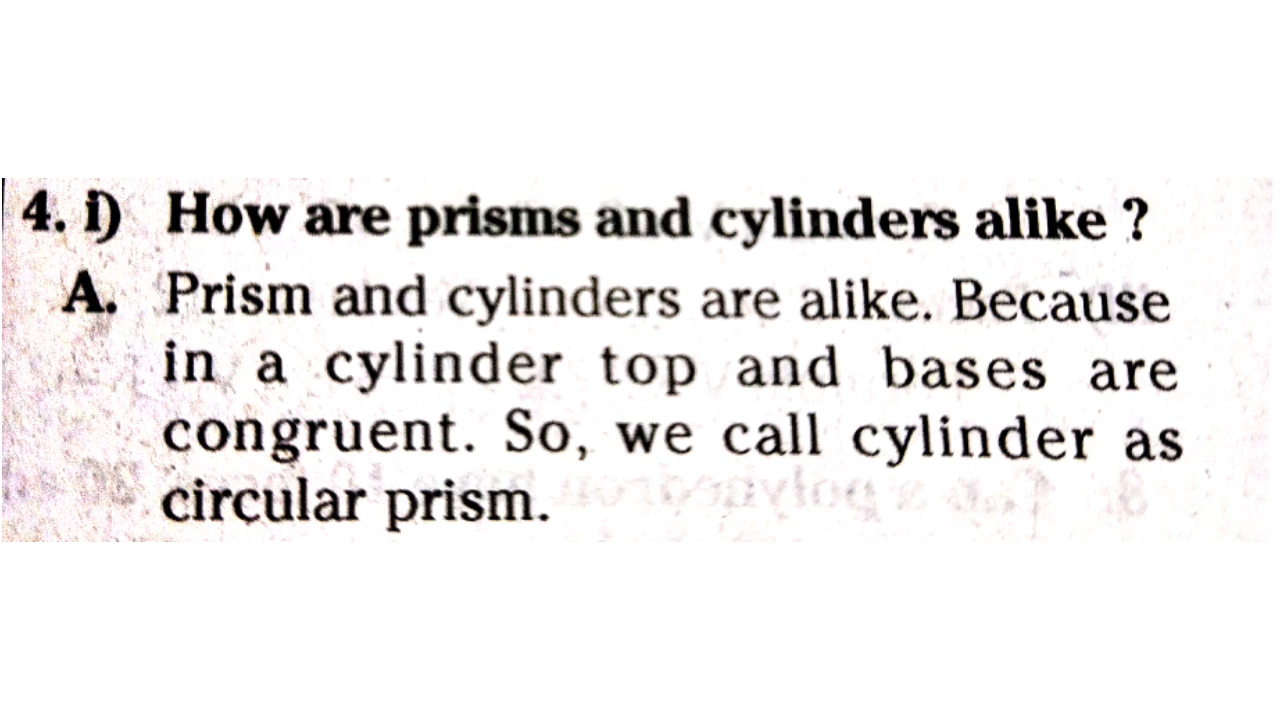 4. i) How are prisms and cylinders alike ?
A. Prism and cylinders are alike. Because
in a cylinder top and bases are
congruent. So, we call cylinder as
circular prism.